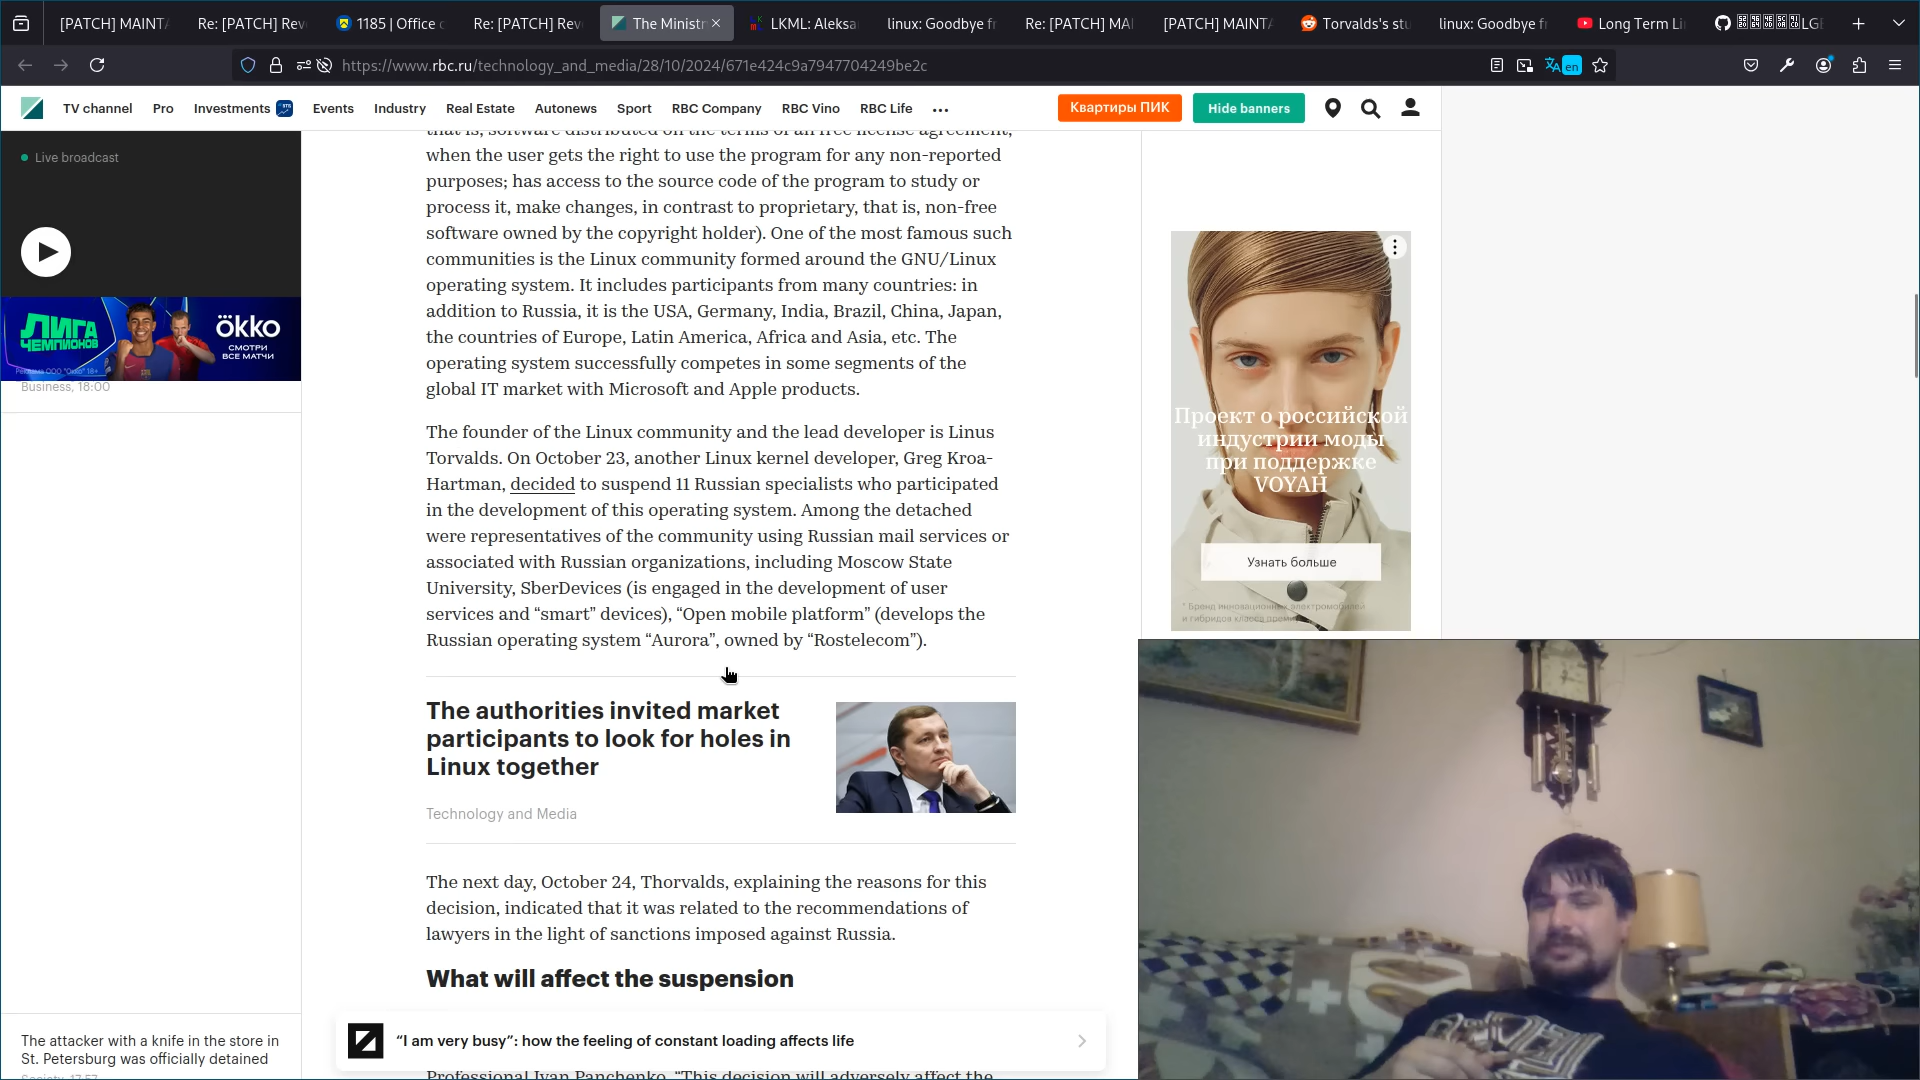 [PATCH] MAINTA
Re: [PATCH] Rev
1185 | Office o
Re: [PATCH] Rev
The Ministr
LKML: Aleksa
linux: Goodbye fr
Re: [PATCH] MAI
[PATCH] MAINTA
Torvalds's stu
linux: Goodbye fr
Long Term Li
LGE
https://www.rbc.ru/technology_and_media/28/10/2024/671e424c9a7947704249be2c
en
TV channel
Pro
Investments
Events
Industry
Real Estate
Autonews
Sport
RBC Company
RBC Vino
RBC Life
...
Квартиры ПИК
Hide banners
Live broadcast
ЛИГА
ЧЕМПИОНОВ
ökko
СМОТРИ
ВСЕ МАТЧИ
Реклама ООО "Окко" 18+
Business, 18:00
that is, software distributed on the terms of an free license agreement,
when the user gets the right to use the program for any non-reported
purposes; has access to the source code of the program to study or
process it, make changes, in contrast to proprietary, that is, non-free
software owned by the copyright holder). One of the most famous such
communities is the Linux community formed around the GNU/Linux
operating system. It includes participants from many countries: in
addition to Russia, it is the USA, Germany, India, Brazil, China, Japan,
the countries of Europe, Latin America, Africa and Asia, etc. The
operating system successfully competes in some segments of the
global IT market with Microsoft and Apple products.
The founder of the Linux community and the lead developer is Linus
Torvalds. On October 23, another Linux kernel developer, Greg Kroa-
Hartman, decided to suspend 11 Russian specialists who participated
in the development of this operating system. Among the detached
were representatives of the community using Russian mail services or
associated with Russian organizations, including Moscow State
University, SberDevices (is engaged in the development of user
services and “smart” devices), “Open mobile platform” (develops the
Russian operating system “Aurora”, owned by “Rostelecom”).
The authorities invited market
participants to look for holes in
Linux together
Technology and Media
The next day, October 24, Thorvalds, explaining the reasons for this
decision, indicated that it was related to the recommendations of
lawyers in the light of sanctions imposed against Russia.
What will affect the suspension
“I am very busy”: how the feeling of constant loading affects life
Professional Ivan Panchenko. “This decision will adversely affect the
The attacker with a knife in the store in
St. Petersburg was officially detained
Society, 17:57
Проект о российской
индустрии моды
при поддержке
VOYAH
Узнать больше
* Бренд инновационных электромобилей
и гибридов класса премиум